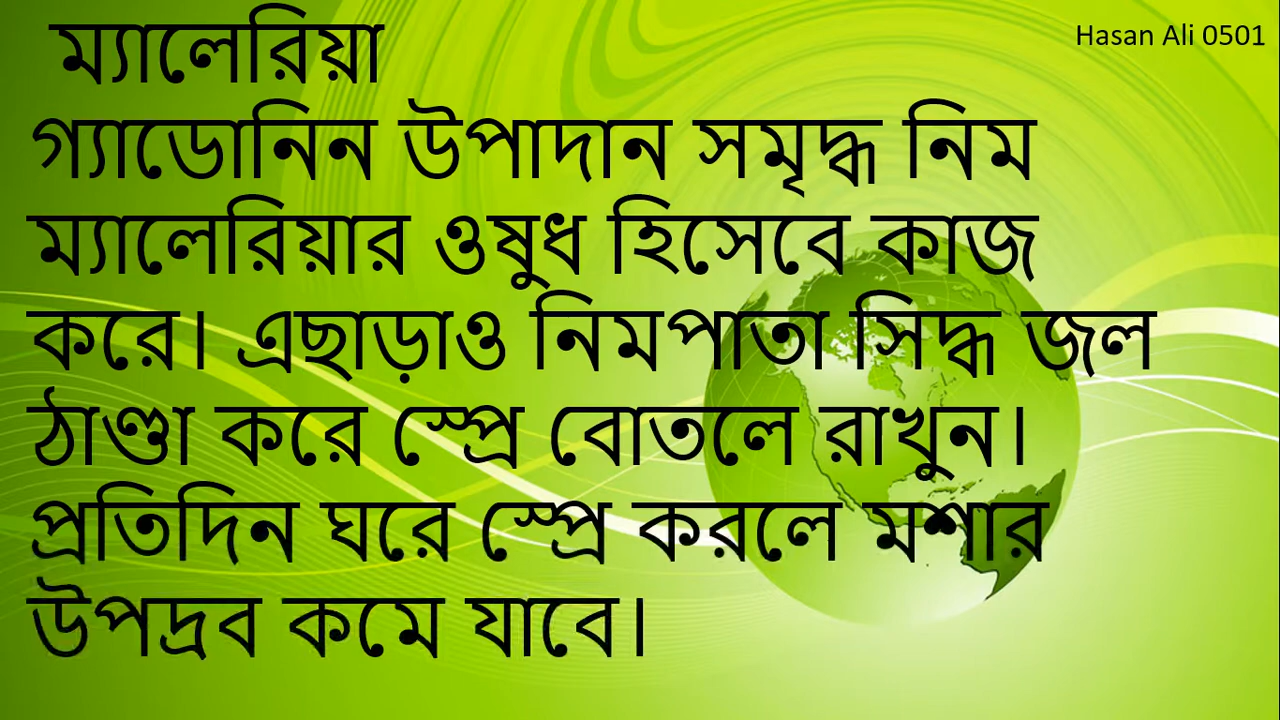 Hasan Ali 0501
ম্যালেরিয়া
গ্যাডোনিন উপাদান সমৃদ্ধ নিম
ম্যালেরিয়ার ওষুধ হিসেবে কাজ
করে। এছাড়াও নিমপাতা সিদ্ধ জল
ঠাণ্ডা করে স্প্রে বোতলে রাখুন।
প্রতিদিন ঘরে স্প্রে করলে মশার
উপদ্রব কমে যাবে।